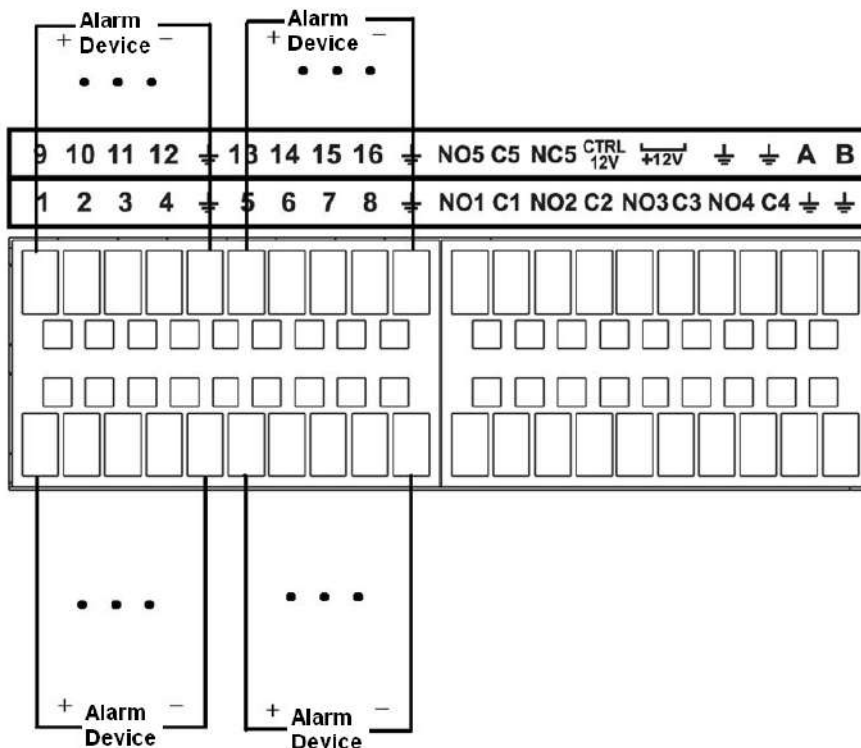 Alarm
+ Device −
Alarm
+ Device −
9 10 11 12 ⏚ 13 14 15 16 ⏚ NO5 C5 NC5 CTRL 12V +12V ⏚ ⏚ A B
1 2 3 4 ⏚ 5 6 7 8 ⏚ NO1 C1 NO2 C2 NO3 C3 NO4 C4 ⏚ ⏚
+ Alarm −
Device
+ Alarm −
Device